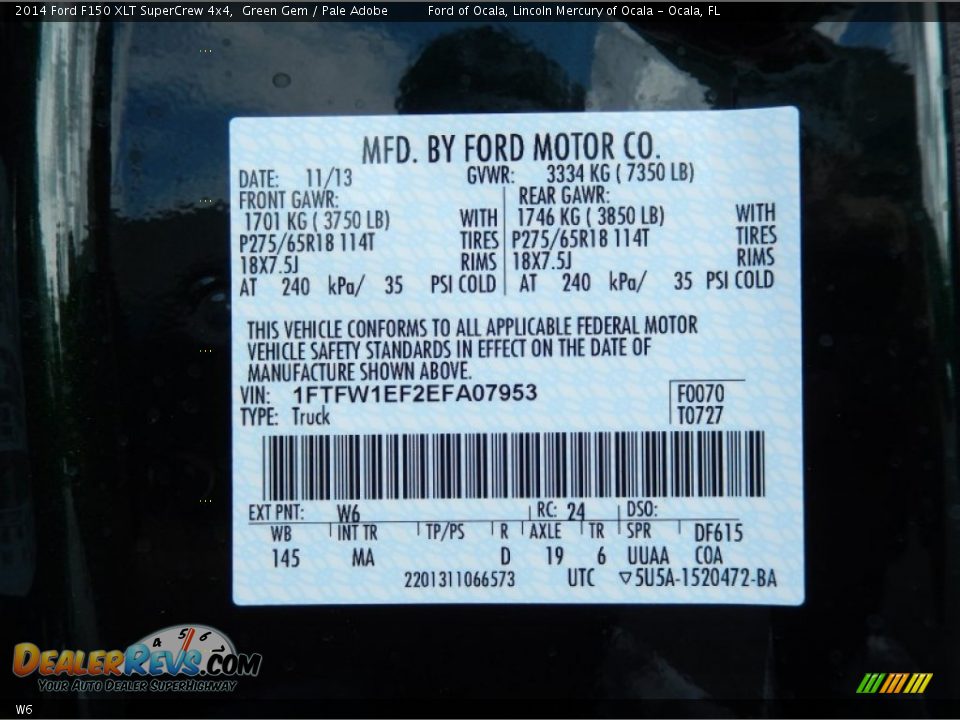 2014 Ford F150 XLT SuperCrew 4x4, Green Gem / Pale Adobe Ford of Ocala, Lincoln Mercury of Ocala - Ocala, FL
MFD. BY FORD MOTOR CO.
DATE: 11/13 GVWR: 3334 KG ( 7350 LB)
FRONT GAWR: REAR GAWR:
1701 KG ( 3750 LB) WITH 1746 KG ( 3850 LB) WITH
P275/65R18 114T TIRES P275/65R18 114T TIRES
18X7.5J RIMS 18X7.5J RIMS
AT 240 kPa/ 35 PSI COLD AT 240 kPa/ 35 PSI COLD
THIS VEHICLE CONFORMS TO ALL APPLICABLE FEDERAL MOTOR
VEHICLE SAFETY STANDARDS IN EFFECT ON THE DATE OF
MANUFACTURE SHOWN ABOVE.
VIN: 1FTFW1EF2EFA07953 F0070
TYPE: Truck T0727
EXT PNT: W6 RC: 24 DSO:
WB INT TR TP/PS R AXLE TR SPR DF615
145 MA D 19 6 UUAA COA
2201311066573 UTC ▽5U5A-1520472-BA
4 5 6
DEALERREVS.COM
YOUR AUTO DEALER SUPERHIGHWAY
W6